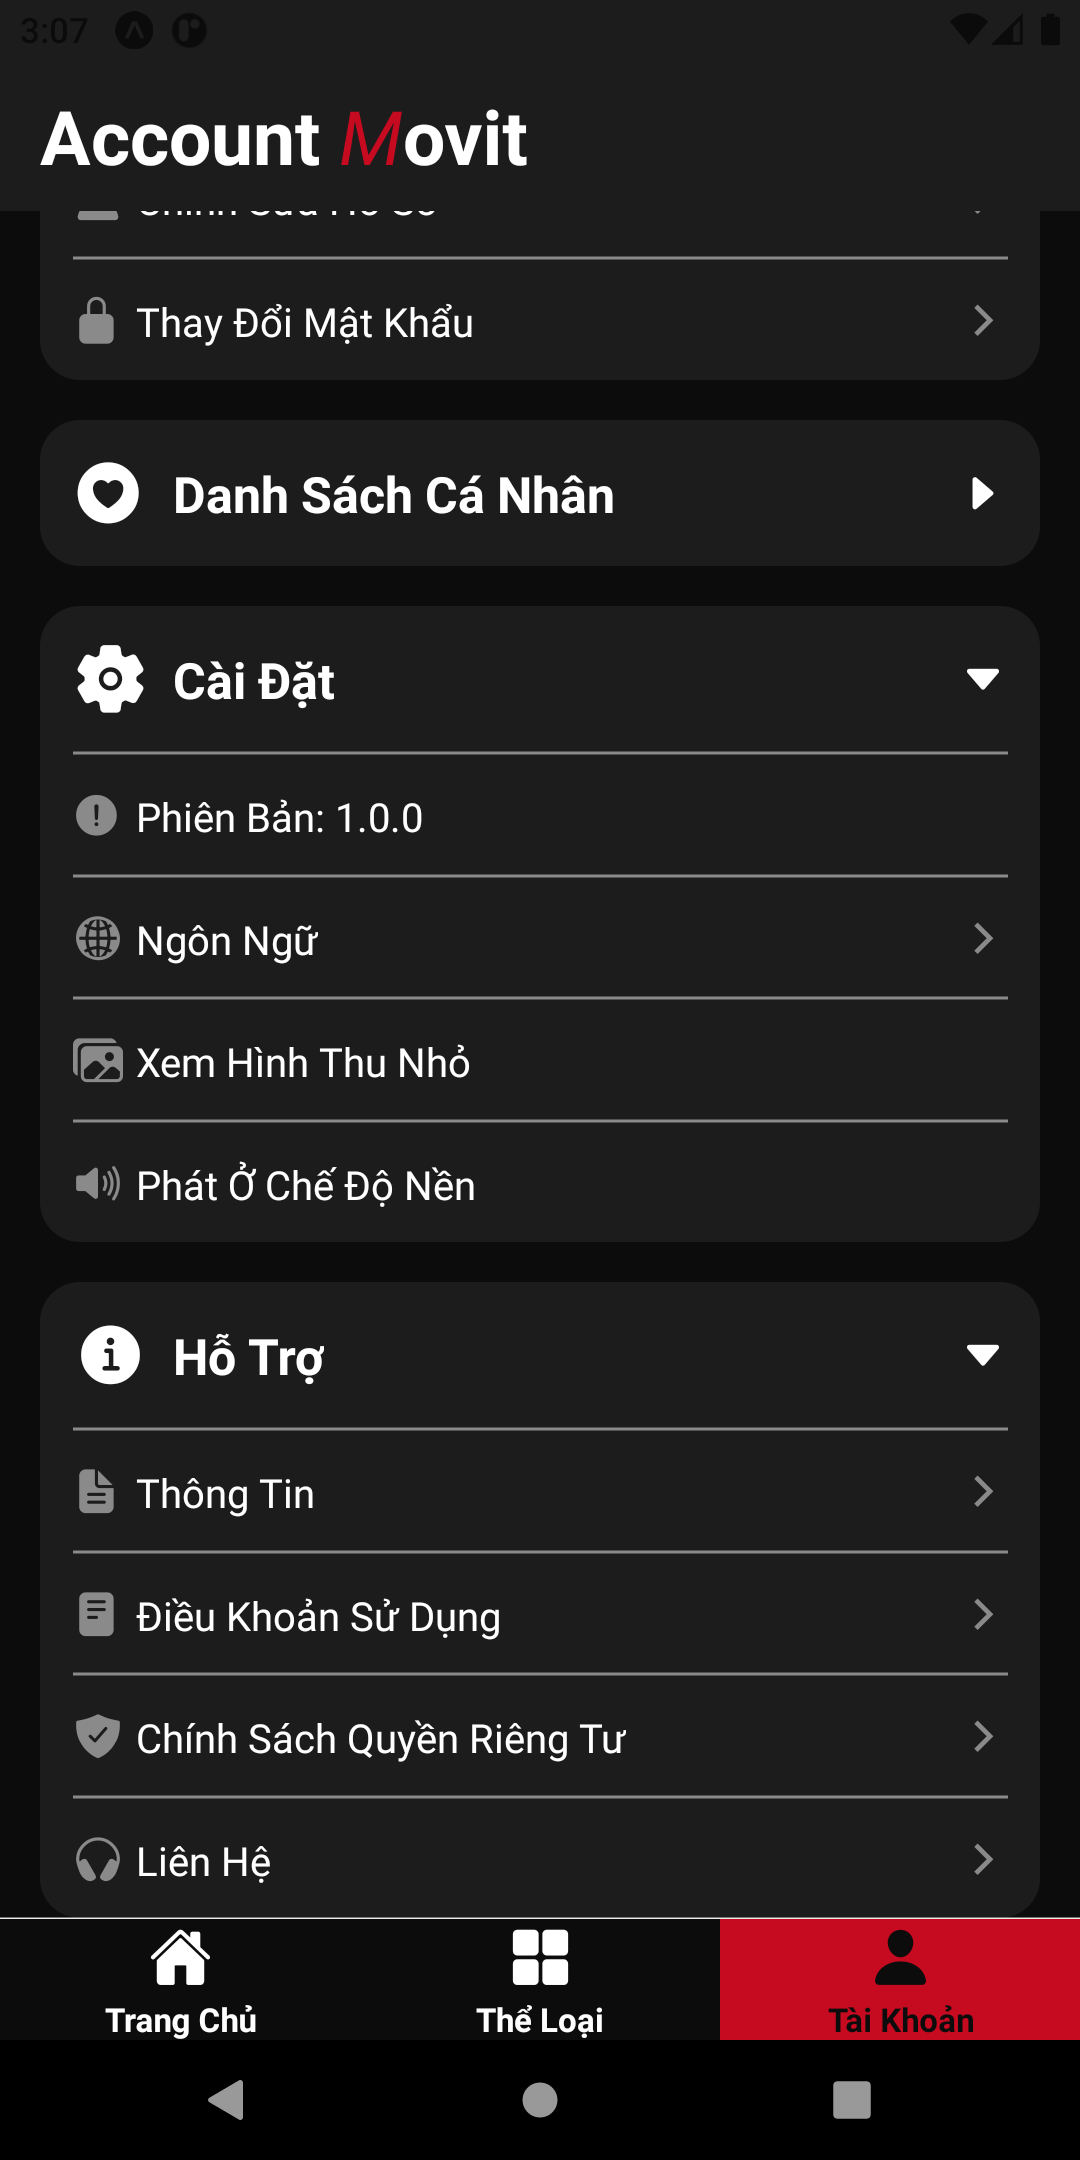 3:07
Account Movit
Thay Đổi Mật Khẩu
Danh Sách Cá Nhân
Cài Đặt
Phiên Bản: 1.0.0
Ngôn Ngữ
Xem Hình Thu Nhỏ
Phát Ở Chế Độ Nền
Hỗ Trợ
Thông Tin
Điều Khoản Sử Dụng
Chính Sách Quyền Riêng Tư
Liên Hệ
Trang Chủ
Thể Loại
Tài Khoản